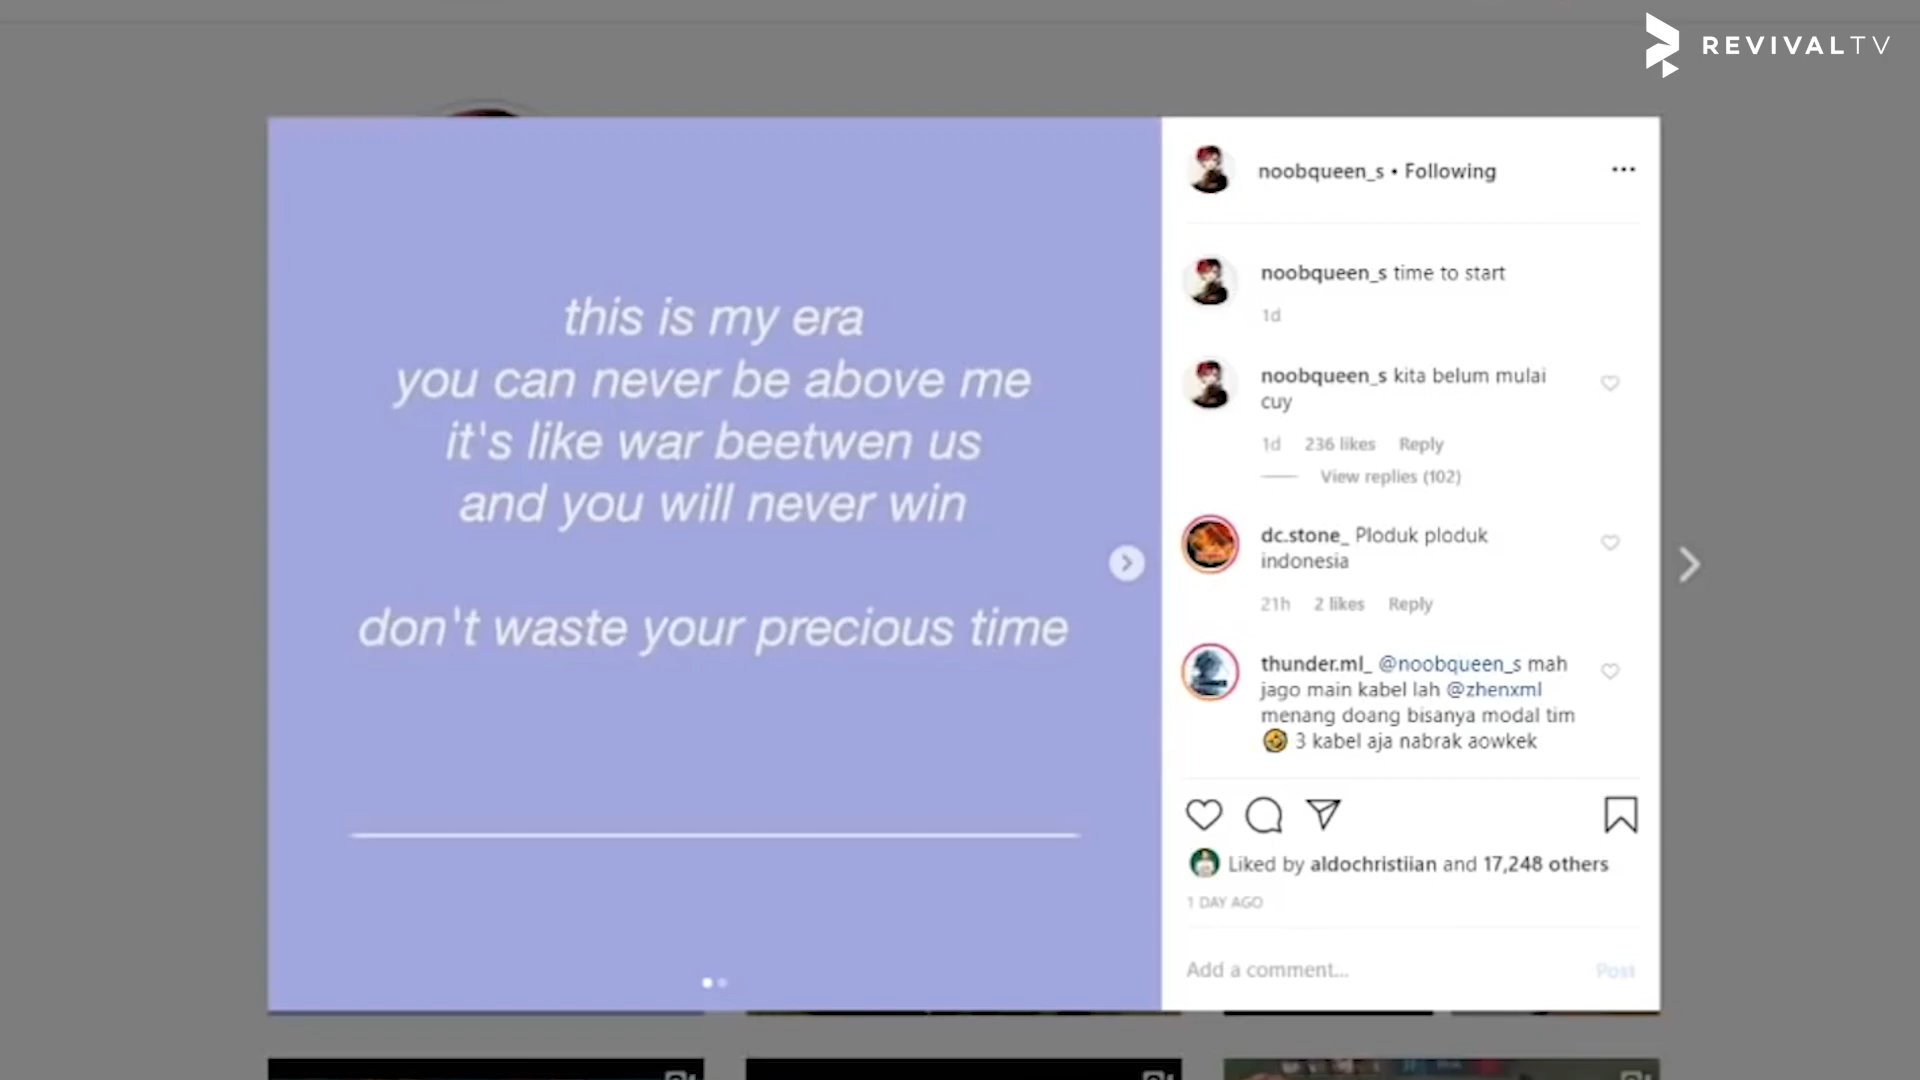 REVIVALTV
this is my era
you can never be above me
it's like war beetwen us
and you will never win
don't waste your precious time
noobqueen_s • Following
noobqueen_s time to start
1d
noobqueen_s kita belum mulai
cuy
1d 236 likes Reply
View replies (102)
dc.stone_ Ploduk ploduk
indonesia
21h 2 likes Reply
thunder.ml_ @noobqueen_s mah
jago main kabel lah @zhenxml
menang doang bisanya modal tim
🤣 3 kabel aja nabrak aowkek
Liked by aldochristiian and 17,248 others
1 DAY AGO
Add a comment...
Post